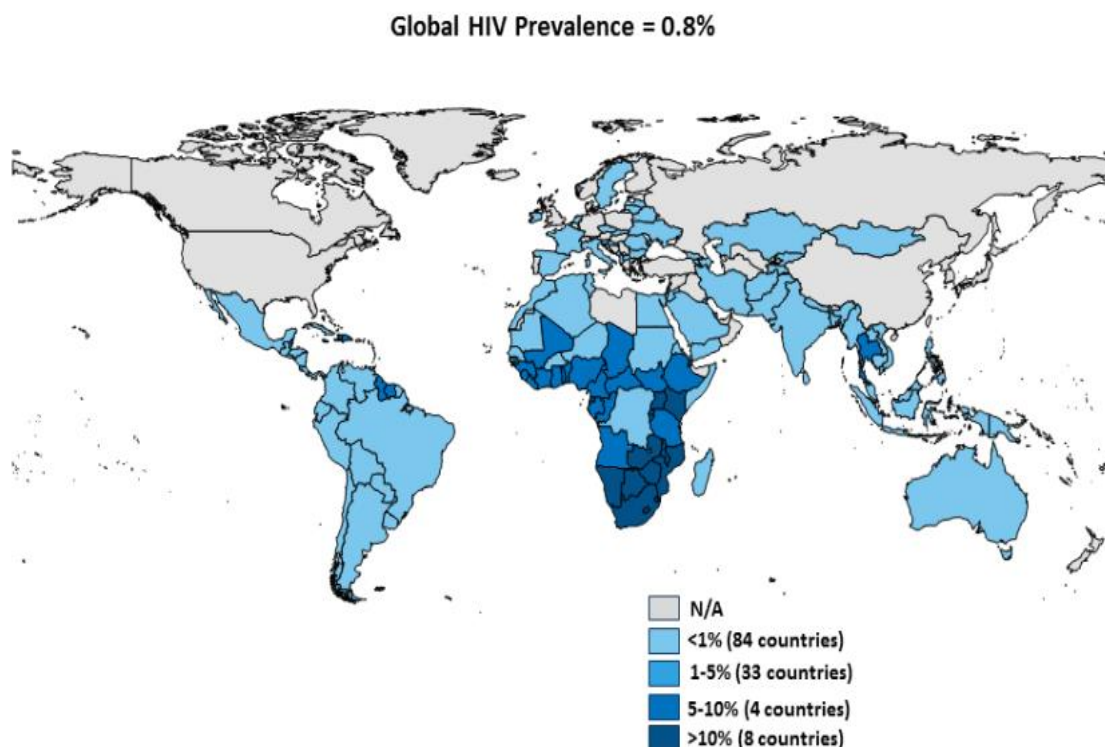 Global HIV Prevalence = 0.8%
N/A
<1% (84 countries)
1-5% (33 countries)
5-10% (4 countries)
>10% (8 countries)